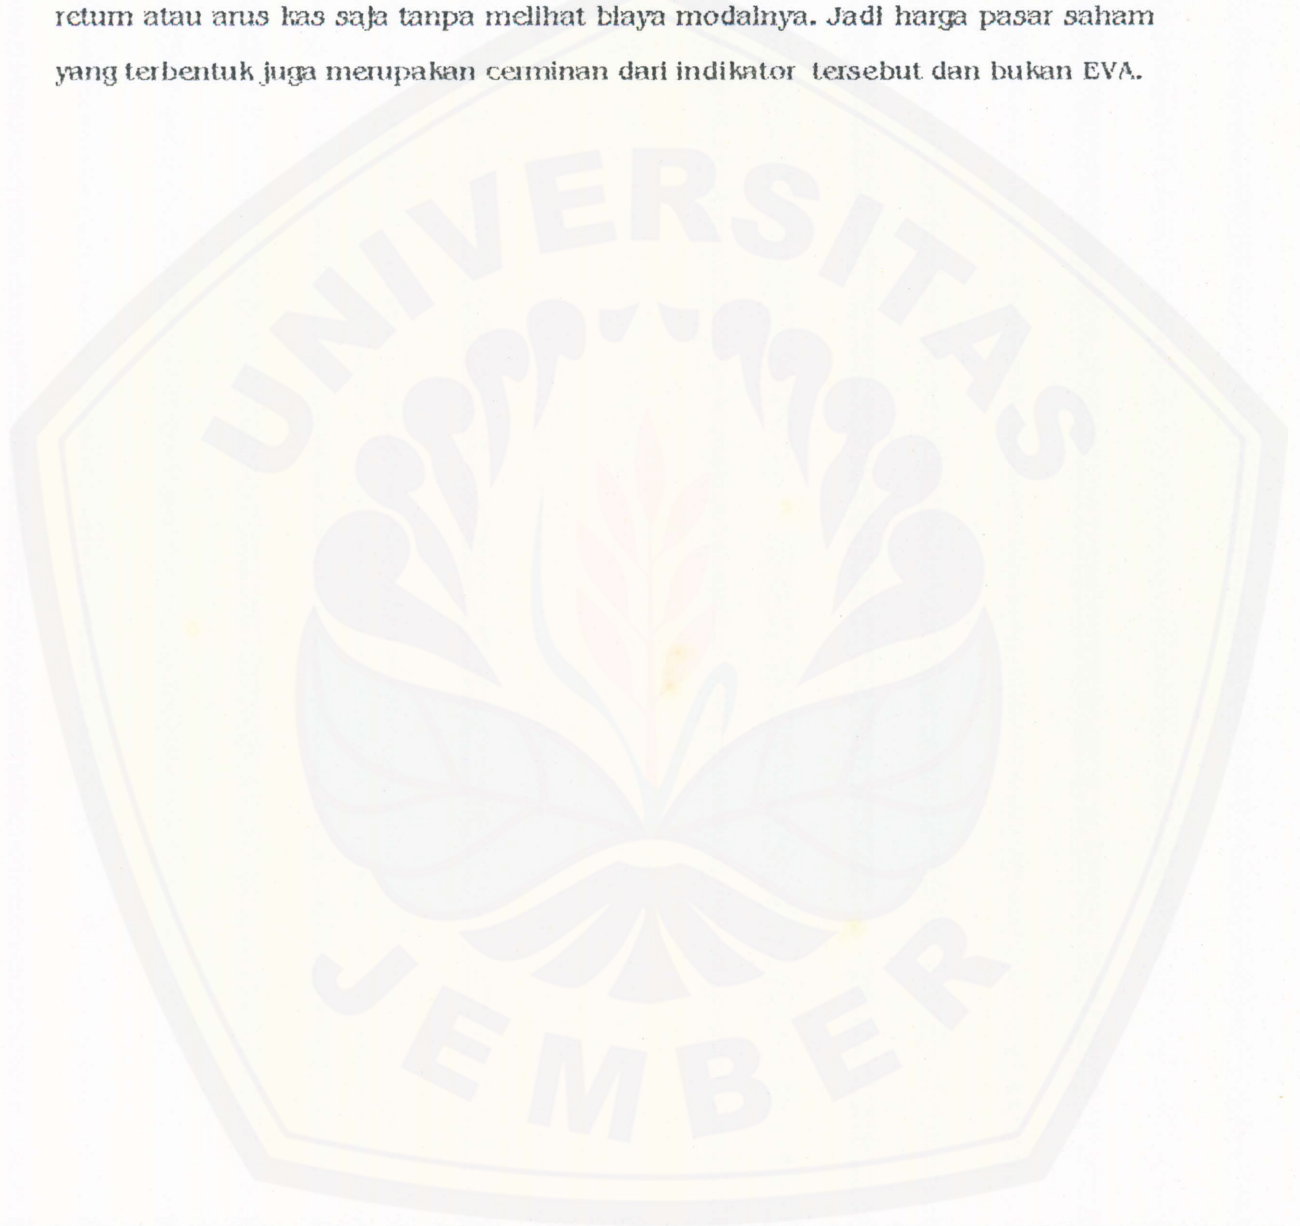 return atau arus kas saja tanpa melihat biaya modalnya. Jadi harga pasar saham
yang terbentuk juga merupakan cerminan dari indikator tersebut dan bukan EVA.
UNIVERSITAS
JEMBER